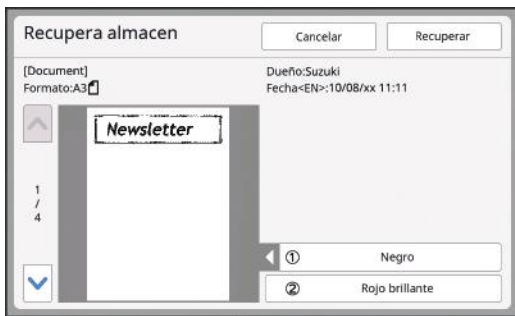 Recupera almacen
Cancelar
Recuperar
[Document]
Formato:A3
Dueño:Suzuki
Fecha<EN>:10/08/xx 11:11
Newsletter
1
/
4
① Negro
② Rojo brillante